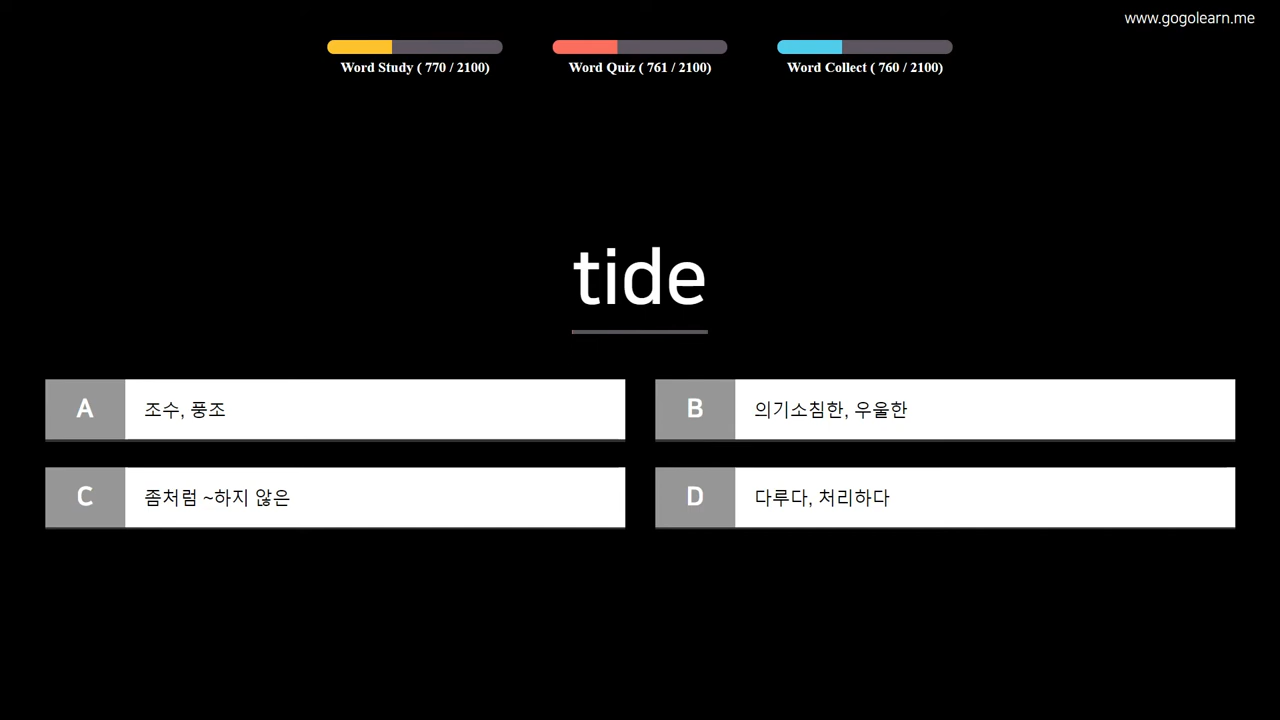 www.gogolearn.me
Word Study ( 770 / 2100)
Word Quiz ( 761 / 2100)
Word Collect ( 760 / 2100)
tide
A 조수, 풍조
B 의기소침한, 우울한
C 좀처럼 ~하지 않은
D 다루다, 처리하다